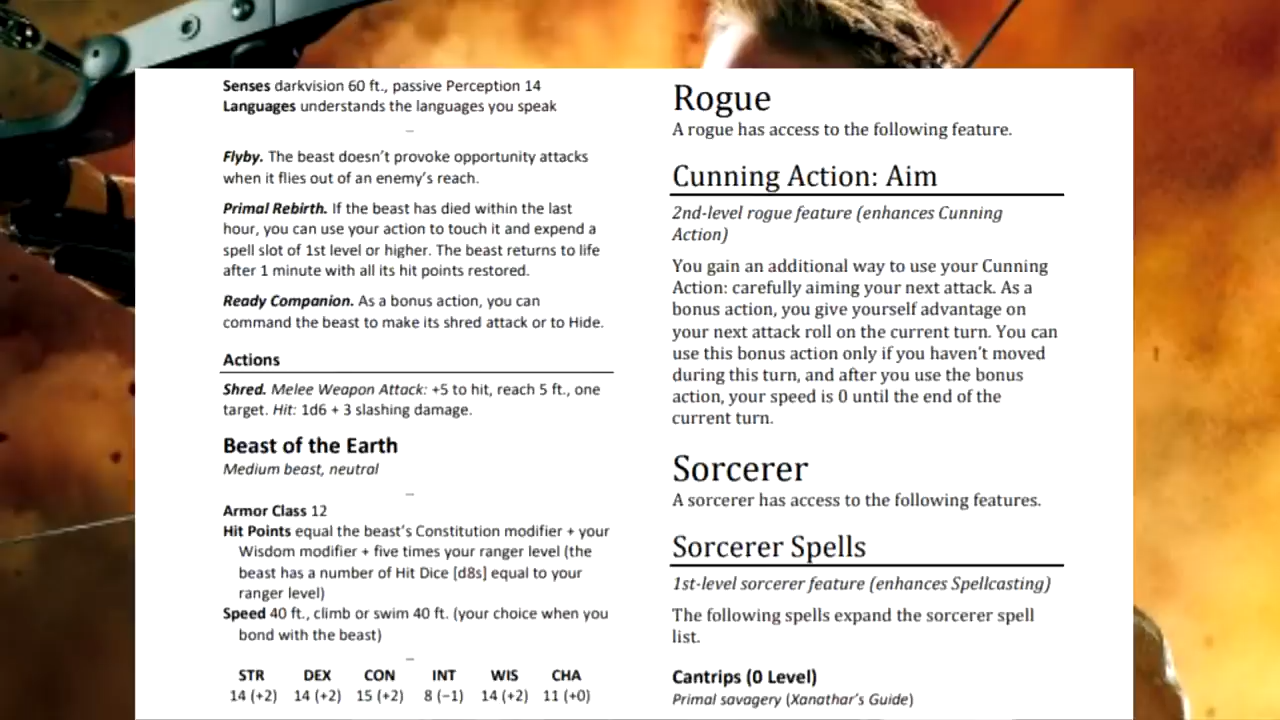 Senses darkvision 60 ft., passive Perception 14
Languages understands the languages you speak
Flyby. The beast doesn’t provoke opportunity attacks
when it flies out of an enemy’s reach.
Primal Rebirth. If the beast has died within the last
hour, you can use your action to touch it and expend a
spell slot of 1st level or higher. The beast returns to life
after 1 minute with all its hit points restored.
Ready Companion. As a bonus action, you can
command the beast to make its shred attack or to Hide.
Actions
Shred. Melee Weapon Attack: +5 to hit, reach 5 ft., one
target. Hit: 1d6 + 3 slashing damage.
Beast of the Earth
Medium beast, neutral
Armor Class 12
Hit Points equal the beast’s Constitution modifier + your
Wisdom modifier + five times your ranger level (the
beast has a number of Hit Dice [d8s] equal to your
ranger level)
Speed 40 ft., climb or swim 40 ft. (your choice when you
bond with the beast)
STR DEX CON INT WIS CHA
14 (+2) 14 (+2) 15 (+2) 8 (−1) 14 (+2) 11 (+0)
Rogue
A rogue has access to the following feature.
Cunning Action: Aim
2nd-level rogue feature (enhances Cunning
Action)
You gain an additional way to use your Cunning
Action: carefully aiming your next attack. As a
bonus action, you give yourself advantage on
your next attack roll on the current turn. You can
use this bonus action only if you haven’t moved
during this turn, and after you use the bonus
action, your speed is 0 until the end of the
current turn.
Sorcerer
A sorcerer has access to the following features.
Sorcerer Spells
1st-level sorcerer feature (enhances Spellcasting)
The following spells expand the sorcerer spell
list.
Cantrips (0 Level)
Primal savagery (Xanathar’s Guide)